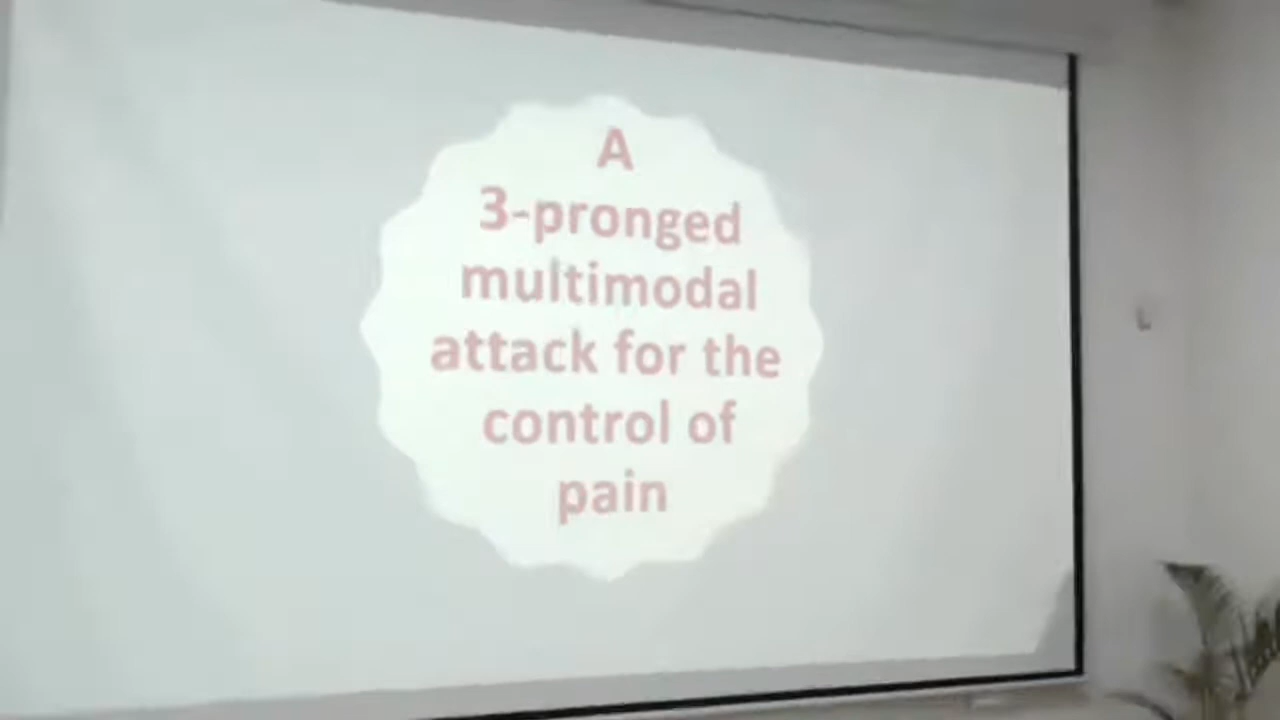 A
3-pronged
multimodal
attack for the
control of
pain